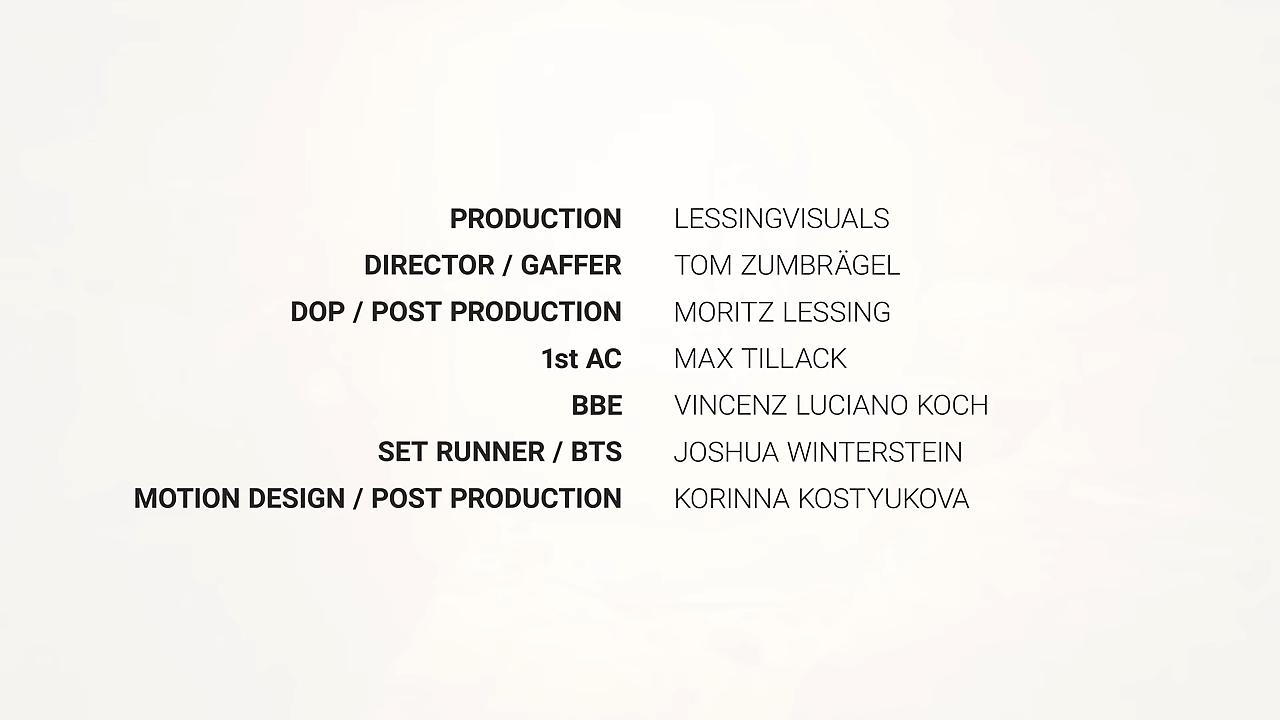 PRODUCTION LESSINGVISUALS
DIRECTOR / GAFFER TOM ZUMBRÄGEL
DOP / POST PRODUCTION MORITZ LESSING
1st AC MAX TILLACK
BBE VINCENZ LUCIANO KOCH
SET RUNNER / BTS JOSHUA WINTERSTEIN
MOTION DESIGN / POST PRODUCTION KORINNA KOSTYUKOVA